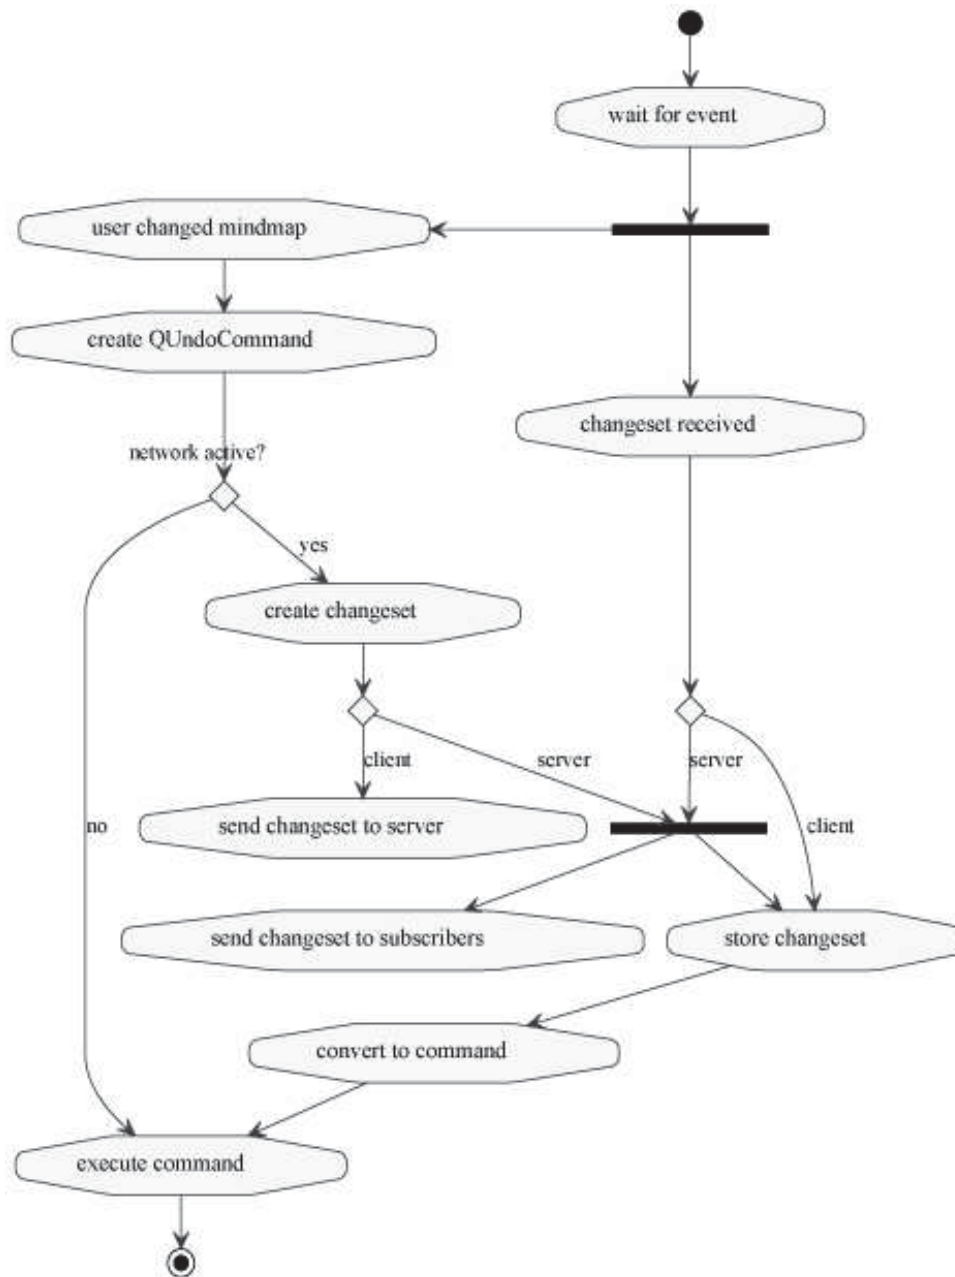 wait for event
user changed mindmap
create QUndoCommand
changeset received
network active?
yes
create changeset
client
server
server
send changeset to server
no
client
send changeset to subscribers
store changeset
convert to command
execute command